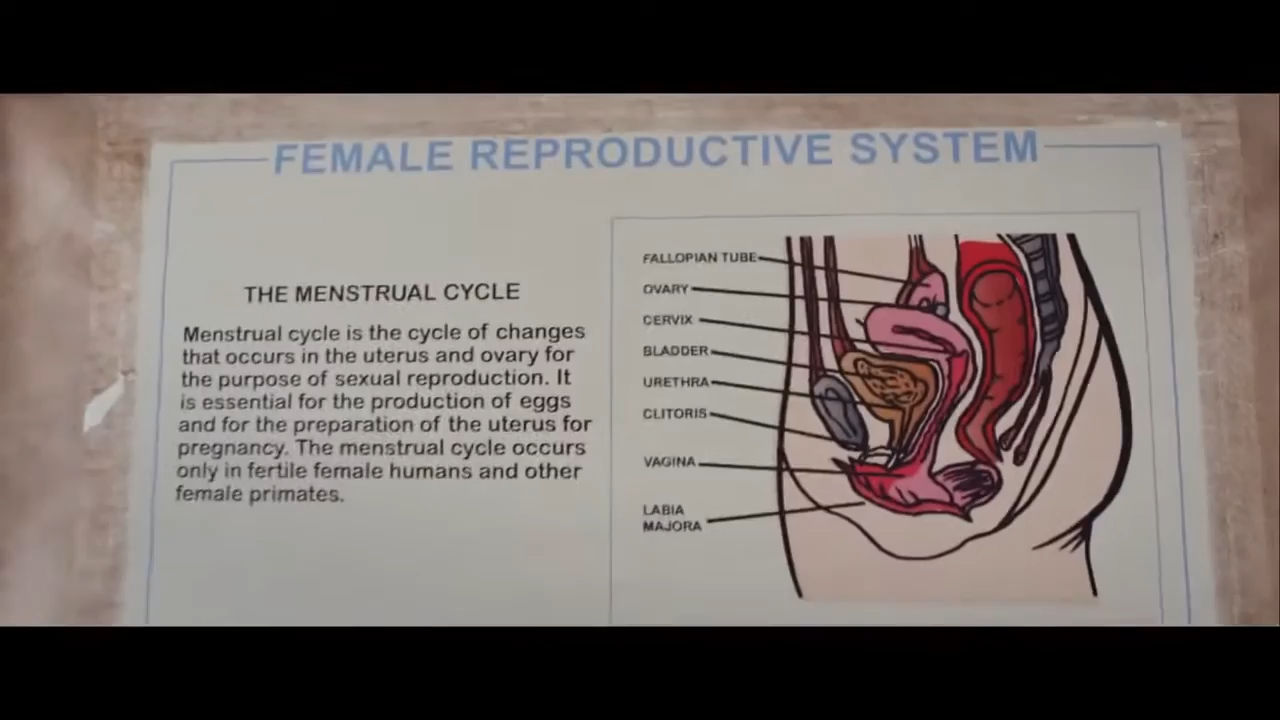 FEMALE REPRODUCTIVE SYSTEM
THE MENSTRUAL CYCLE
Menstrual cycle is the cycle of changes
that occurs in the uterus and ovary for
the purpose of sexual reproduction. It
is essential for the production of eggs
and for the preparation of the uterus for
pregnancy. The menstrual cycle occurs
only in fertile female humans and other
female primates.
FALLOPIAN TUBE
OVARY
CERVIX
BLADDER
URETHRA
CLITORIS
VAGINA
LABIA
MAJORA